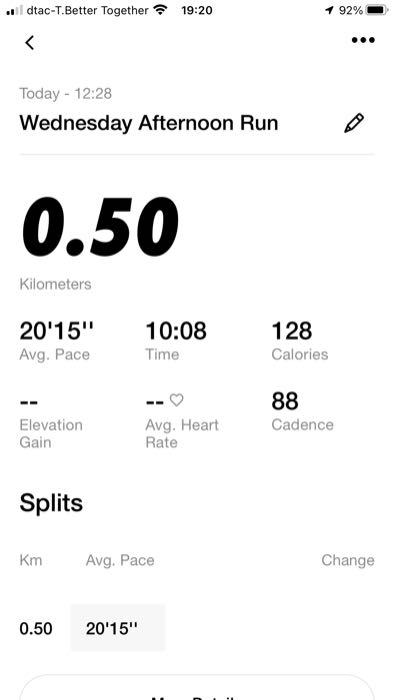 dtac-T.Better Together 19:20 92%
Today - 12:28
Wednesday Afternoon Run
0.50
Kilometers
20'15'' 10:08 128
Avg. Pace Time Calories
-- -- 88
Elevation Avg. Heart Cadence
Gain Rate
Splits
Km Avg. Pace Change
0.50 20'15''